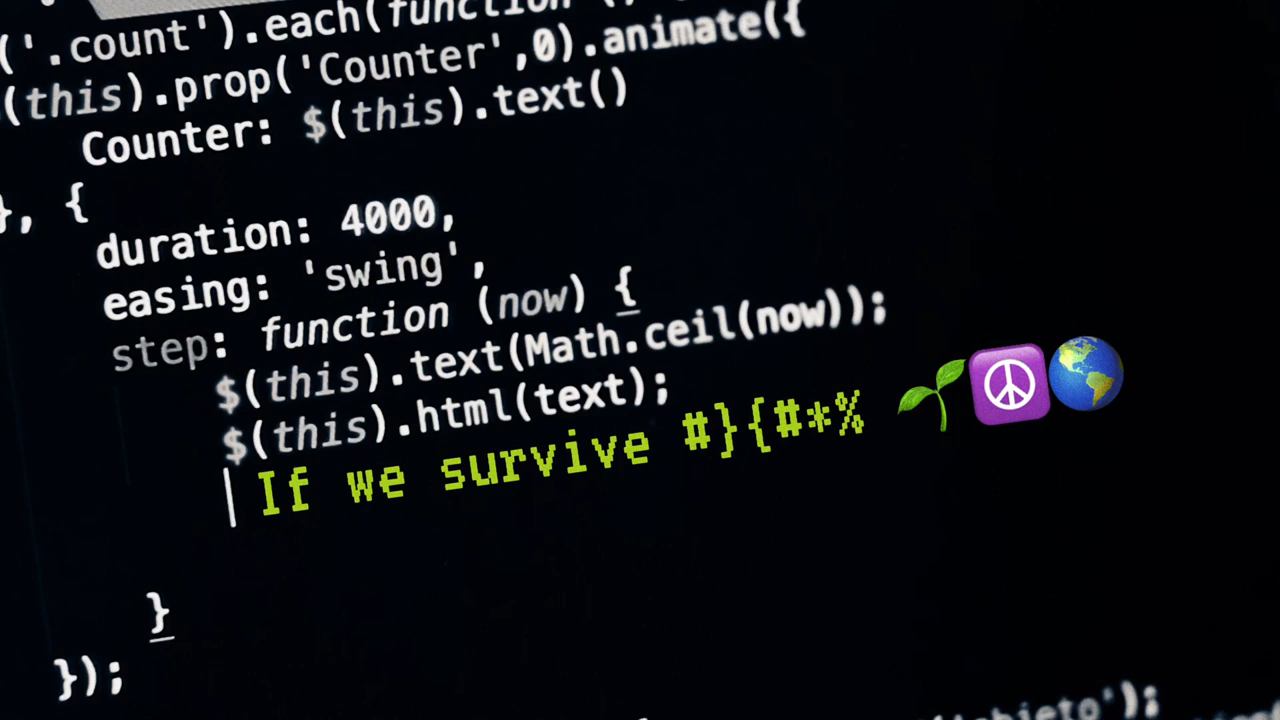 ('.count').each(function (
(this).prop('Counter',0).animate({
Counter: $(this).text()
}, {
duration: 4000,
easing: 'swing',
step: function (now) {
$(this).text(Math.ceil(now));
$(this).html(text);
If we survive #}{#*% 🌱☮️🌎
}
});
');